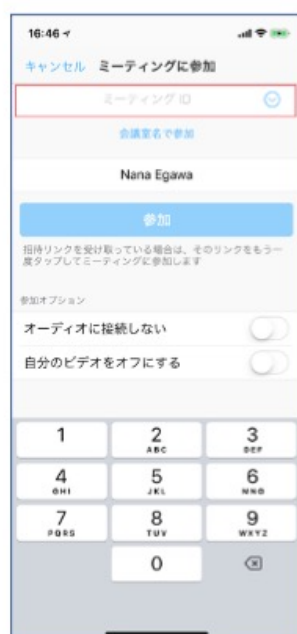 16:46
キャンセル ミーティングに参加
ミーティング ID
会議室名で参加
Nana Egawa
参加
招待リンクを受け取っている場合は、そのリンクをもう一
度タップしてミーティングに参加します
参加オプション
オーディオに接続しない
自分のビデオをオフにする
1 2 3
ABC DEF
4 5 6
GHI JKL MNO
7 8 9
PQRS TUV WXYZ
0